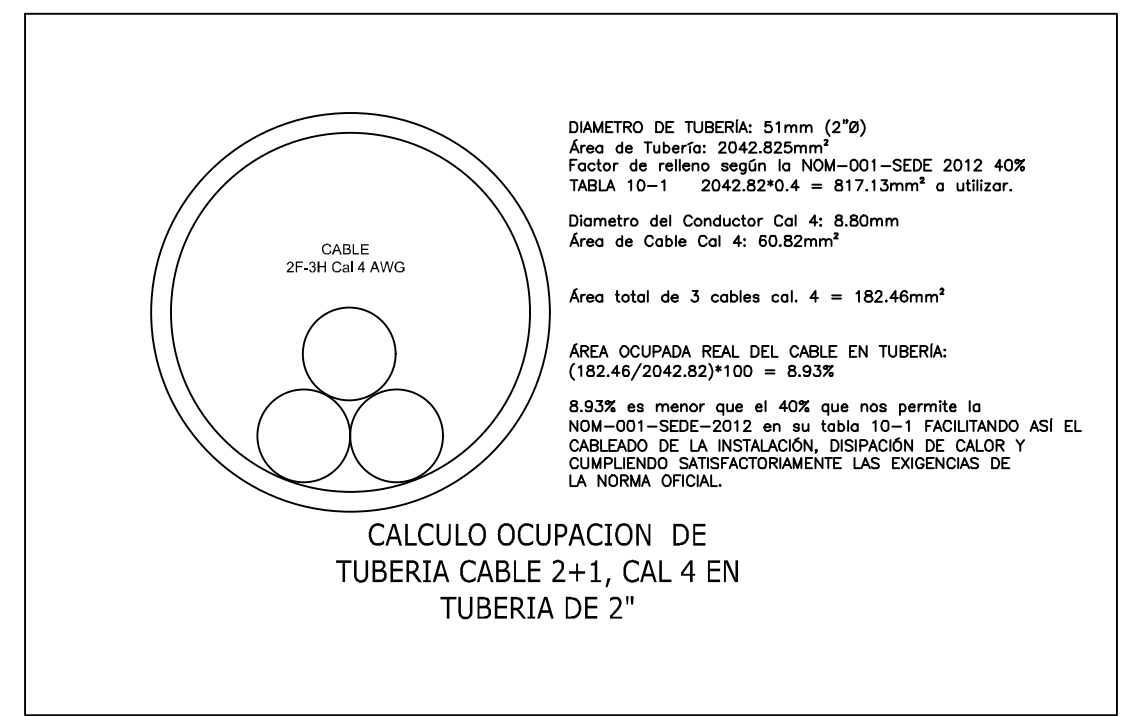 CABLE
2F-3H Cal 4 AWG
DIAMETRO DE TUBERÍA: 51mm (2"Ø)
Área de Tubería: 2042.825mm²
Factor de relleno según la NOM-001-SEDE 2012 40%
TABLA 10-1 2042.82*0.4 = 817.13mm² a utilizar.
Diametro del Conductor Cal 4: 8.80mm
Área de Cable Cal 4: 60.82mm²
Área total de 3 cables cal. 4 = 182.46mm²
ÁREA OCUPADA REAL DEL CABLE EN TUBERÍA:
(182.46/2042.82)*100 = 8.93%
8.93% es menor que el 40% que nos permite la
NOM-001-SEDE-2012 en su tabla 10-1 FACILITANDO ASÍ EL
CABLEADO DE LA INSTALACIÓN, DISIPACIÓN DE CALOR Y
CUMPLIENDO SATISFACTORIAMENTE LAS EXIGENCIAS DE
LA NORMA OFICIAL.
CALCULO OCUPACION DE
TUBERIA CABLE 2+1, CAL 4 EN
TUBERIA DE 2"